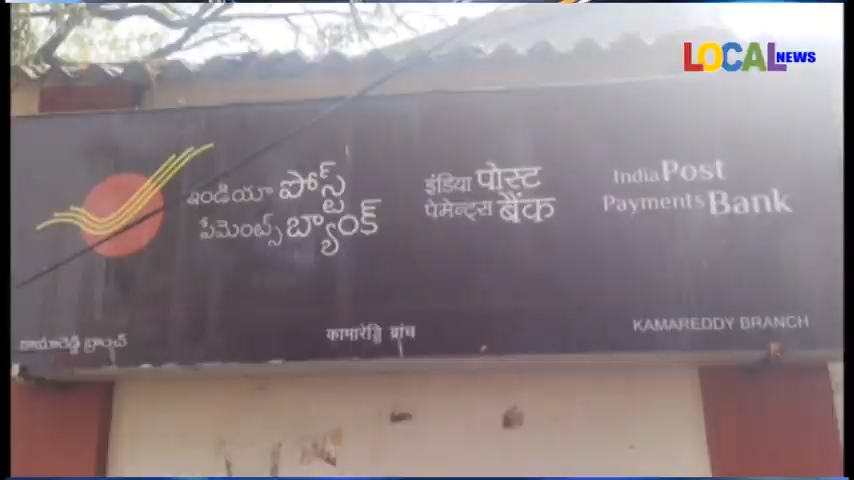 LOCAL NEWS
ఇండియా పోస్ట్
పేమెంట్స్ బ్యాంక్
इंडिया पोस्ट
पेमेन्ट्स बैंक
India Post
Payments Bank
కామారెడ్డి బ్రాంచ్
कामारेड्डि ब्रांच
KAMAREDDY BRANCH